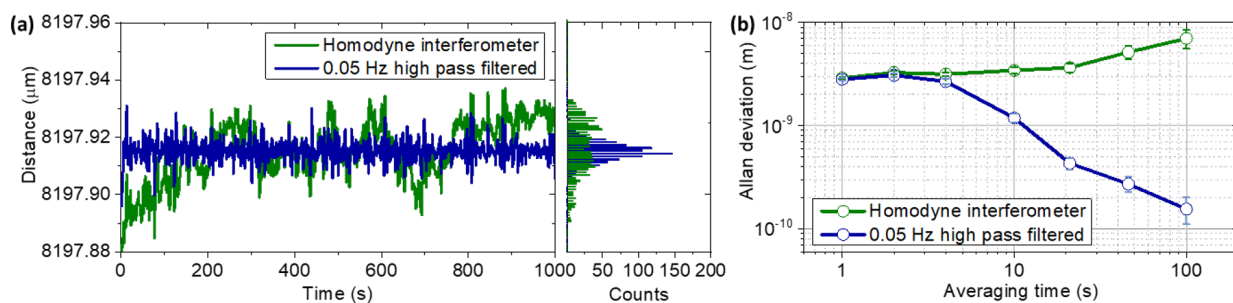 (a)
8197.96
8197.94
8197.92
8197.90
8197.88
Distance (μm)
Homodyne interferometer
0.05 Hz high pass filtered
0 200 400 600 800 1000
Time (s)
50 100 150 200
Counts
(b)
Allan deviation (m)
10⁻⁸
10⁻⁹
10⁻¹⁰
Homodyne interferometer
0.05 Hz high pass filtered
1 10 100
Averaging time (s)